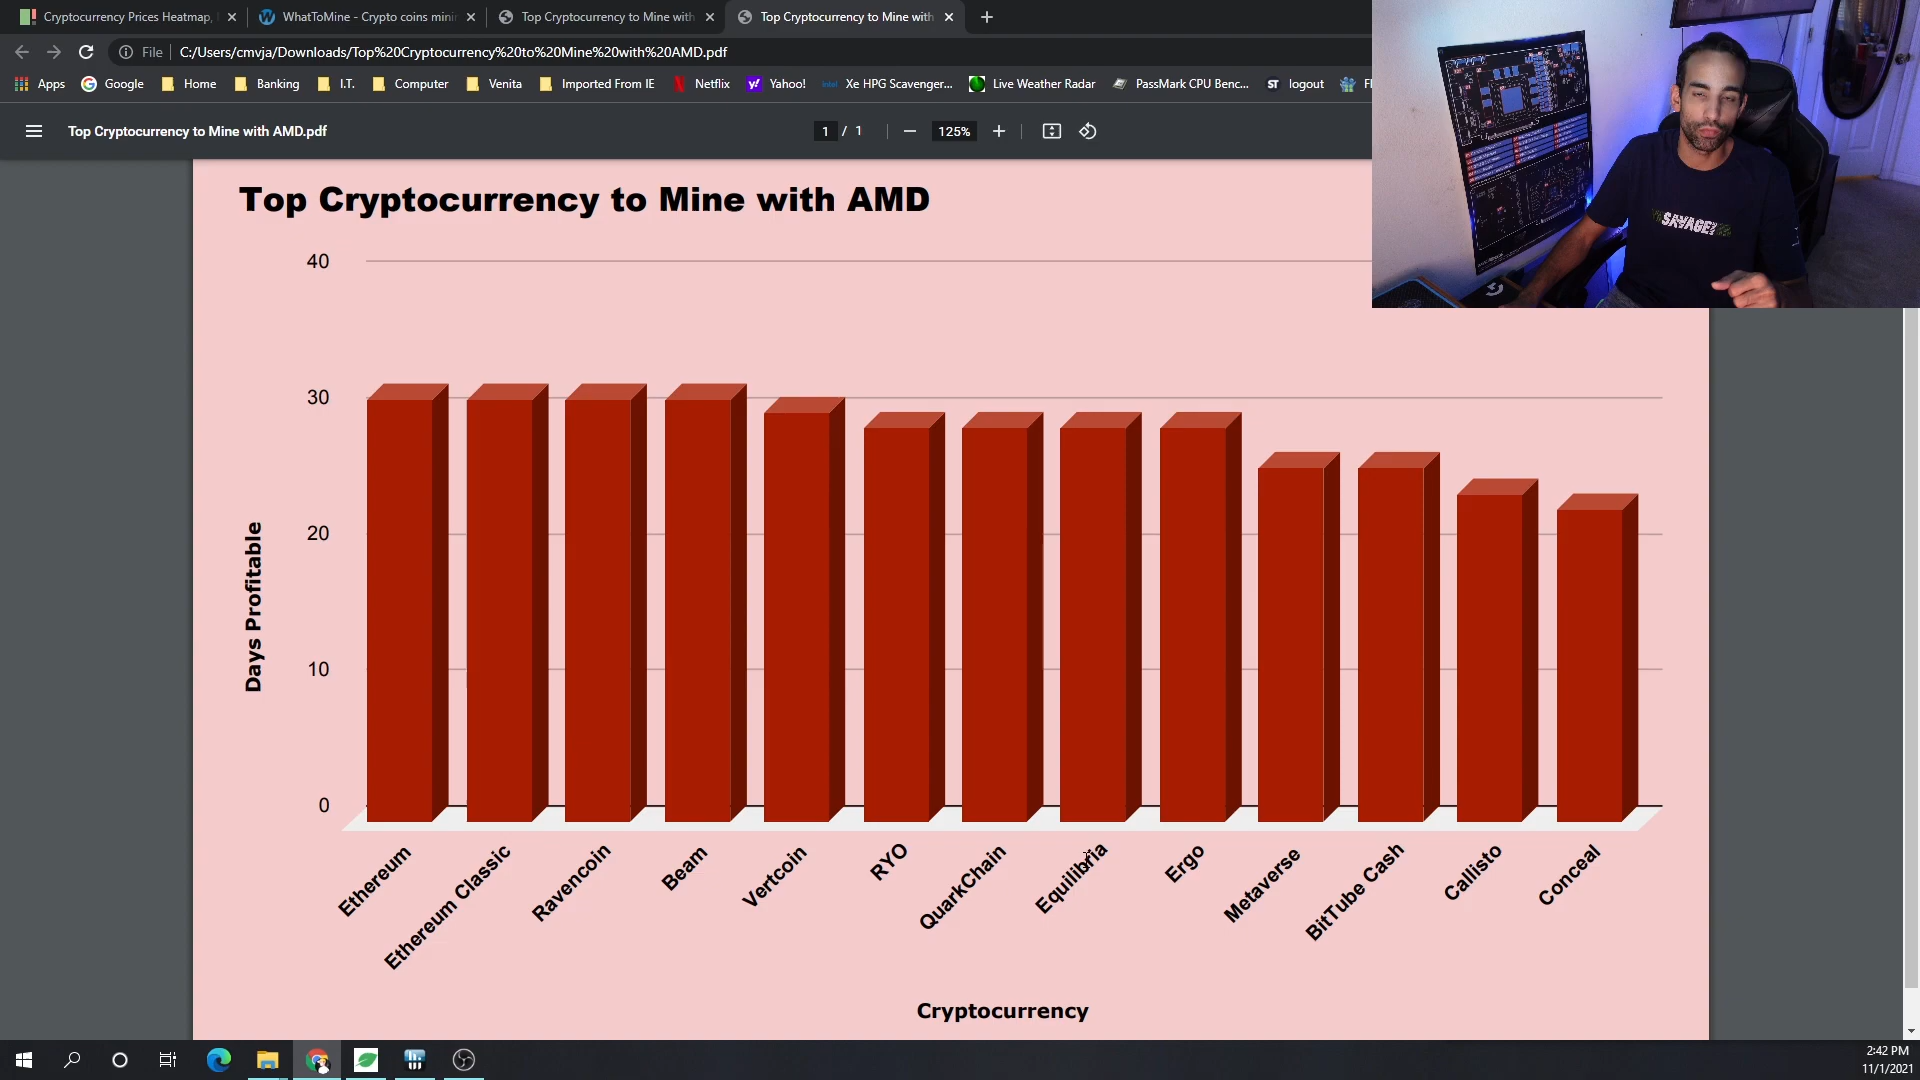 Cryptocurrency Prices Heatmap,
WhatToMine - Crypto coins mini
Top Cryptocurrency to Mine with
Top Cryptocurrency to Mine with
File
C:/Users/cmvja/Downloads/Top%20Cryptocurrency%20to%20Mine%20with%20AMD.pdf
Apps
Google
Home
Banking
I.T.
Computer
Venita
Imported From IE
Netflix
Yahoo!
intel
Xe HPG Scavenger...
Live Weather Radar
PassMark CPU Benc...
ST
logout
Top Cryptocurrency to Mine with AMD.pdf
1 / 1
125%
Top Cryptocurrency to Mine with AMD
40
30
20
10
0
Days Profitable
Ethereum
Ethereum Classic
Ravencoin
Beam
Vertcoin
RYO
QuarkChain
Equilibria
Ergo
Metaverse
BitTube Cash
Callisto
Conceal
Cryptocurrency
SAVAGE
2:42 PM
11/1/2021